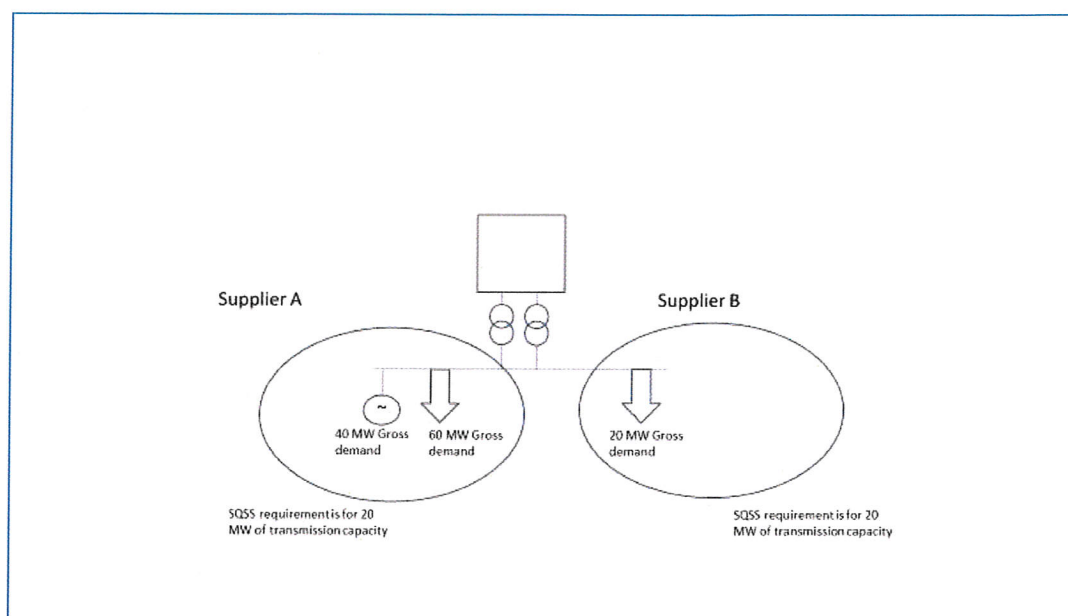 Supplier A
Supplier B
~
40 MW Gross
demand
60 MW Gross
demand
20 MW Gross
demand
SQSS requirement is for 20
MW of transmission capacity
SQSS requirement is for 20
MW of transmission capacity